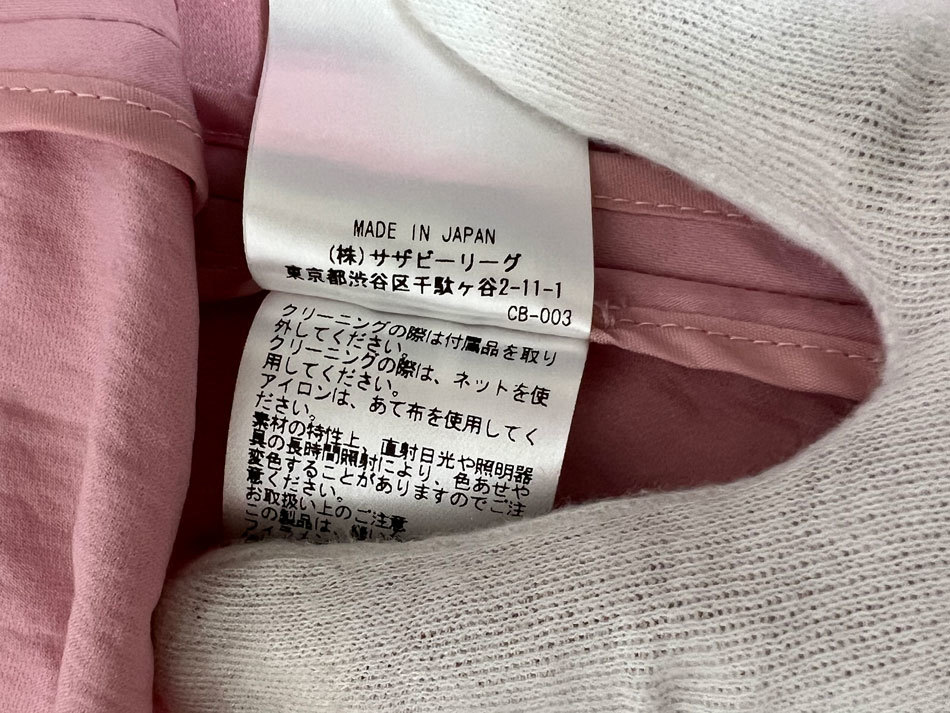 MADE IN JAPAN
(株)サザビーリーグ
東京都渋谷区千駄ヶ谷2-11-1
CB-003
クリーニングの際は付属品を取り
外してください。
クリーニングの際は、ネットを使
用してください。
アイロンは、あて布を使用してく
ださい。
素材の特性上、直射日光や照明器
具の長時間照射により、色あせや
変色することがありますのでご注
意ください。
お取扱い上のご注意
この製品は、縫い